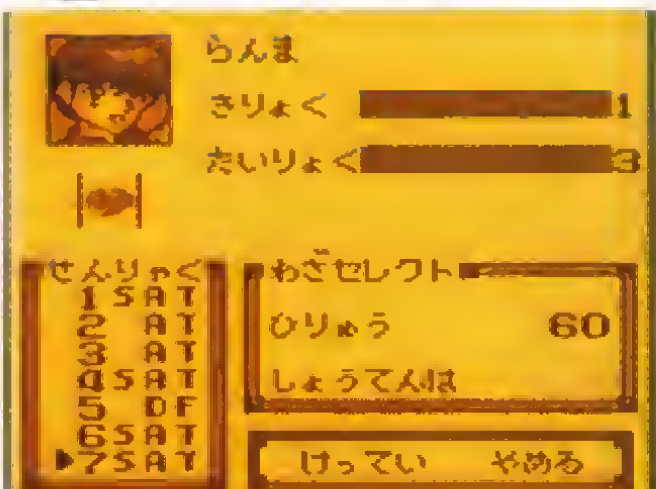 らんま
きりょく 1
たいりょく 3
せんりゃく
1 SAT
2 AT
3 AT
4 SAT
5 DF
6 SAT
▶7 SAT
わざセレクト
ひりゅう 60
しょうてんは
けってい やめる